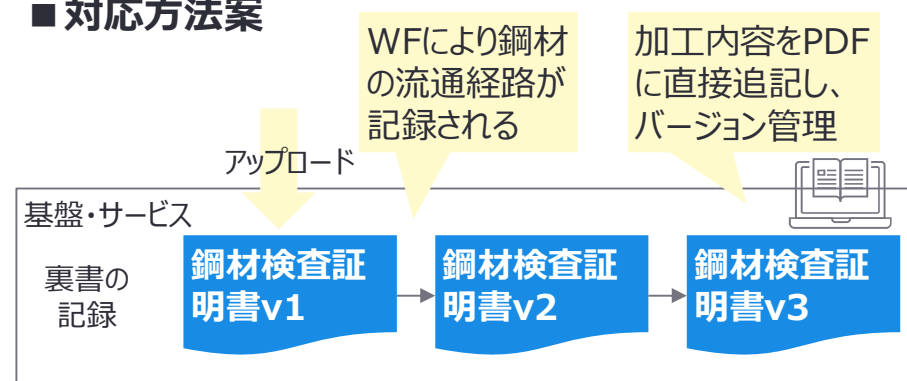 ■対応方法案
WFにより鋼材
の流通経路が
記録される
加工内容をPDF
に直接追記し、
バージョン管理
アップロード
基盤・サービス
裏書の
記録
鋼材検査証
明書v1
鋼材検査証
明書v2
鋼材検査証
明書v3